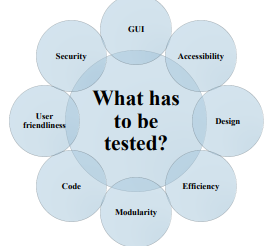 GUI
Security
Accessibility
What has
to be
tested?
User
friendliness
Design
Code
Efficiency
Modularity